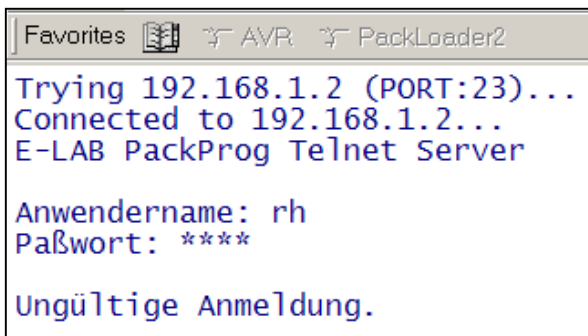 Favorites AVR PackLoader2
Trying 192.168.1.2 (PORT:23)...
Connected to 192.168.1.2...
E-LAB PackProg Telnet Server
Anwendername: rh
Paßwort: ****
Ungültige Anmeldung.